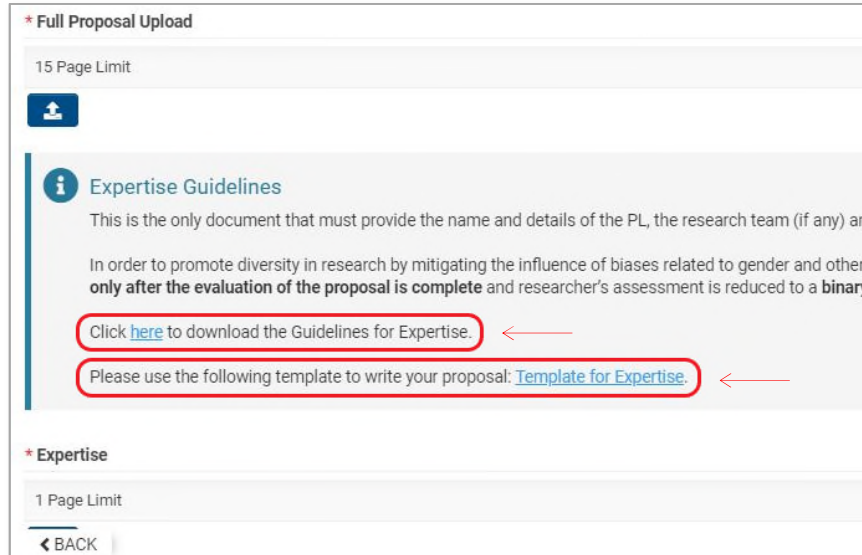 * Full Proposal Upload
15 Page Limit
Expertise Guidelines
This is the only document that must provide the name and details of the PL, the research team (if any)
In order to promote diversity in research by mitigating the influence of biases related to gender and other
only after the evaluation of the proposal is complete and researcher's assessment is reduced to a binary
Click here to download the Guidelines for Expertise.
Please use the following template to write your proposal: Template for Expertise.
* Expertise
1 Page Limit
BACK